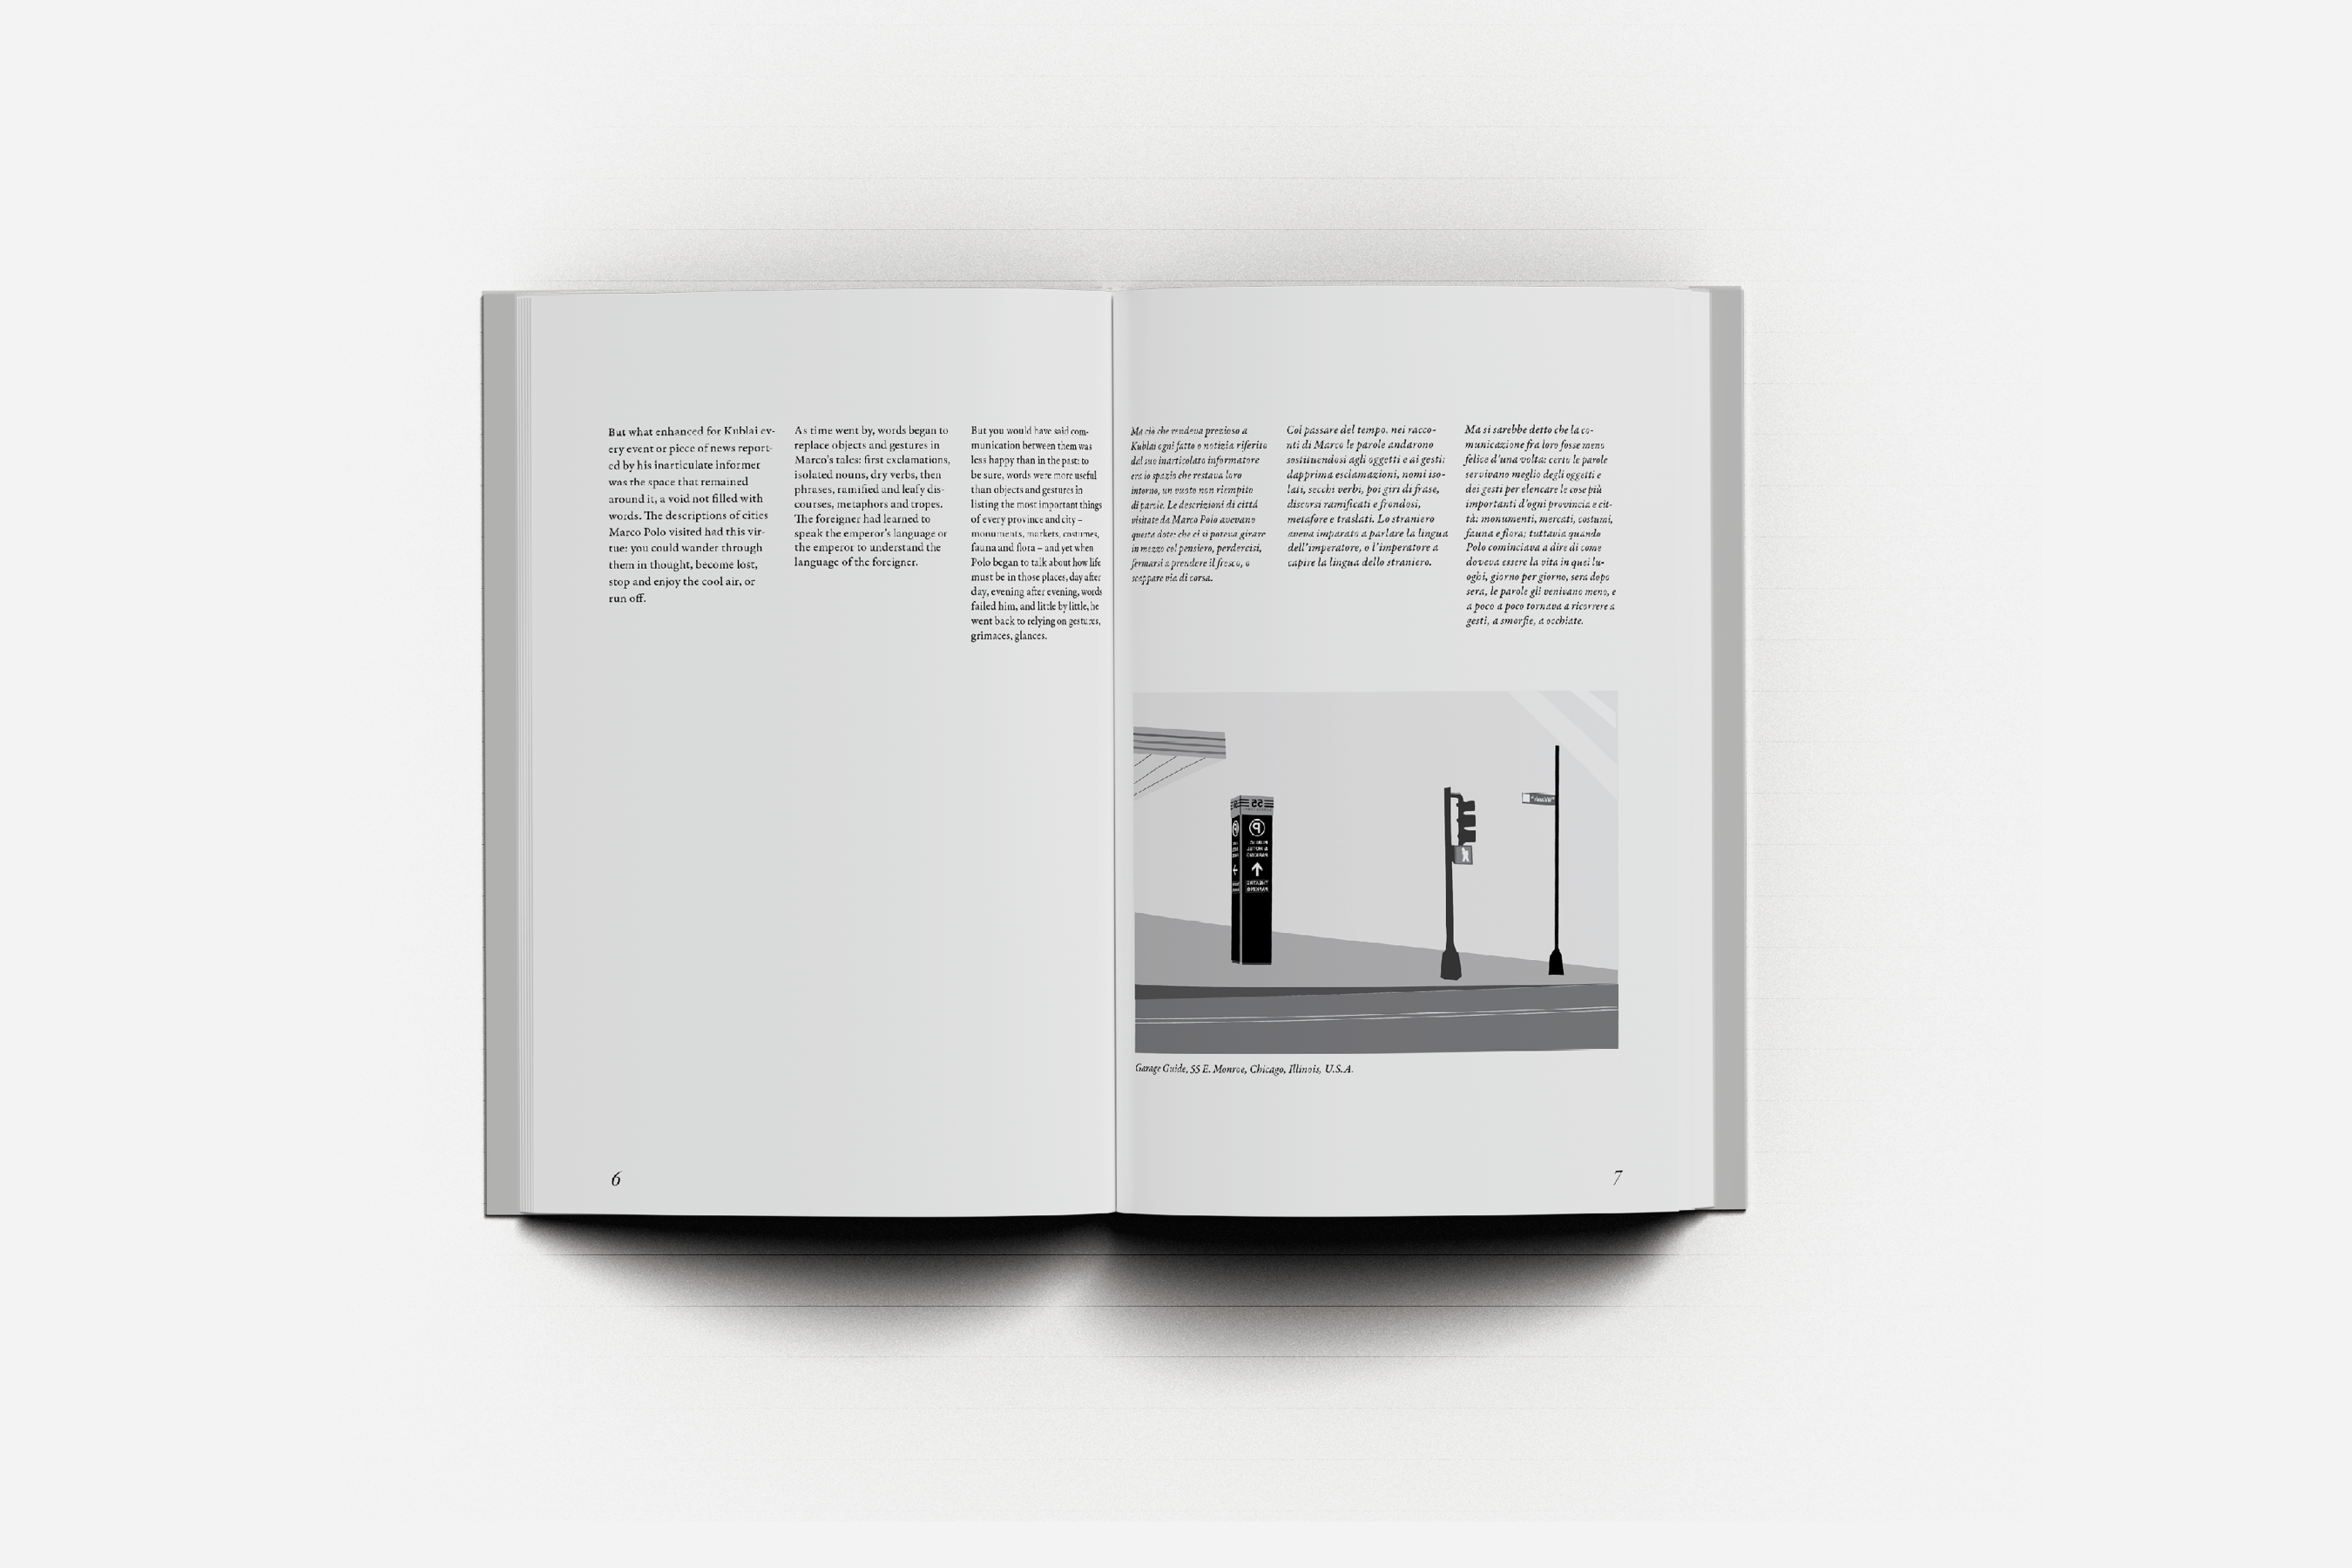 But what enhanced for Kublai ev-
ery event or piece of news report-
ed by his inarticulate informer
was the space that remained
around it, a void not filled with
words. The descriptions of cities
Marco Polo visited had this vir-
tue: you could wander through
them in thought, become lost,
stop and enjoy the cool air, or
run off.
As time went by, words began to
replace objects and gestures in
Marco's tales: first exclamations,
isolated nouns, dry verbs, then
phrases, ramified and leafy dis-
courses, metaphors and tropes.
The foreigner had learned to
speak the emperor's language or
the emperor to understand the
language of the foreigner.
But you would have said com-
munication between them was
less happy than in the past: to
be sure, words were more useful
than objects and gestures in
listing the most important things
of every province and city –
monuments, markets, costumes,
fauna and flora – and yet when
Polo began to talk about how life
must be in those places, day after
day, evening after evening, words
failed him, and little by little, he
went back to relying on gestures,
grimaces, glances.
6
Ma ciò che rendeva prezioso a
Kublai ogni fatto o notizia riferito
dal suo inarticolato informatore
era lo spazio che restava loro
intorno, un vuoto non riempito
di parole. Le descrizioni di città
visitate da Marco Polo avevano
questa dote: che ci si poteva girare
in mezzo col pensiero, perdercisi,
fermarsi a prendere il fresco, o
scappare via di corsa.
Col passare del tempo, nei racco-
nti di Marco le parole andarono
sostituendosi agli oggetti e ai gesti:
dapprima esclamazioni, nomi iso-
lati, secchi verbi, poi giri di frase,
discorsi ramificati e frondosi,
metafore e traslati. Lo straniero
aveva imparato a parlare la lingua
dell'imperatore, o l'imperatore a
capire la lingua dello straniero.
Ma si sarebbe detto che la co-
municazione fra loro fosse meno
felice d'una volta: certo le parole
servivano meglio degli oggetti e
dei gesti per elencare le cose più
importanti d'ogni provincia e cit-
tà: monumenti, mercati, costumi,
fauna e flora; tuttavia quando
Polo cominciava a dire di come
doveva essere la vita in quei lu-
oghi, giorno per giorno, sera dopo
sera, le parole gli venivano meno, e
a poco a poco tornava a ricorrere a
gesti, a smorfie, a occhiate.
55
P
Garage Guide, 55 E. Monroe, Chicago, Illinois, U.S.A.
7